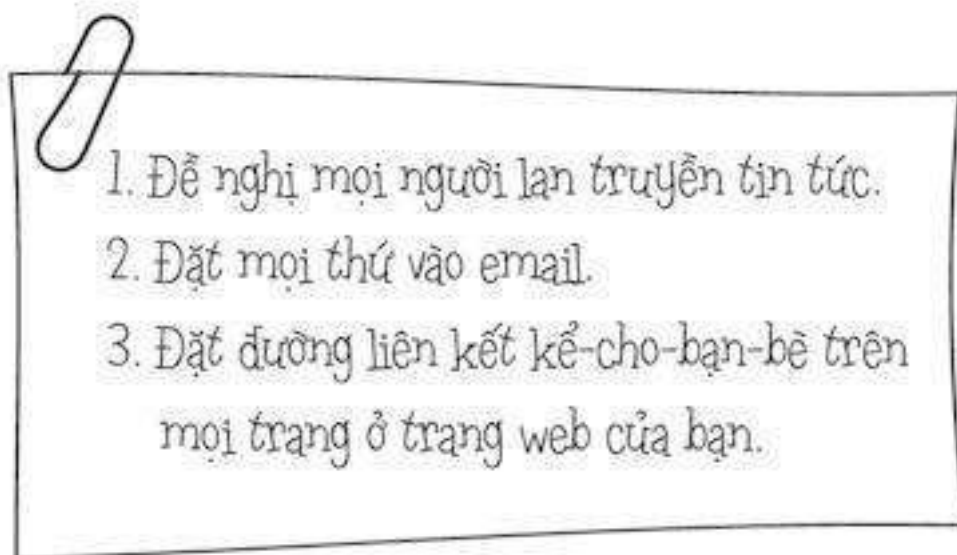 1. Đề nghị mọi người lan truyền tin tức.
2. Đặt mọi thứ vào email.
3. Đặt đường liên kết kể-cho-bạn-bè trên
mọi trang ở trang web của bạn.